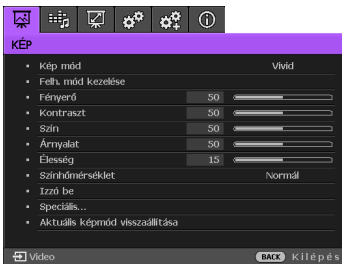 KÉP
Kép mód Vivid
Felh. mód kezelése
Fényerő 50
Kontraszt 50
Szín 50
Árnyalat 50
Élesség 15
Színhőmérséklet Normál
Izzó be
Speciális...
Aktuális képmód visszaállítása
Video BACK Kilépés